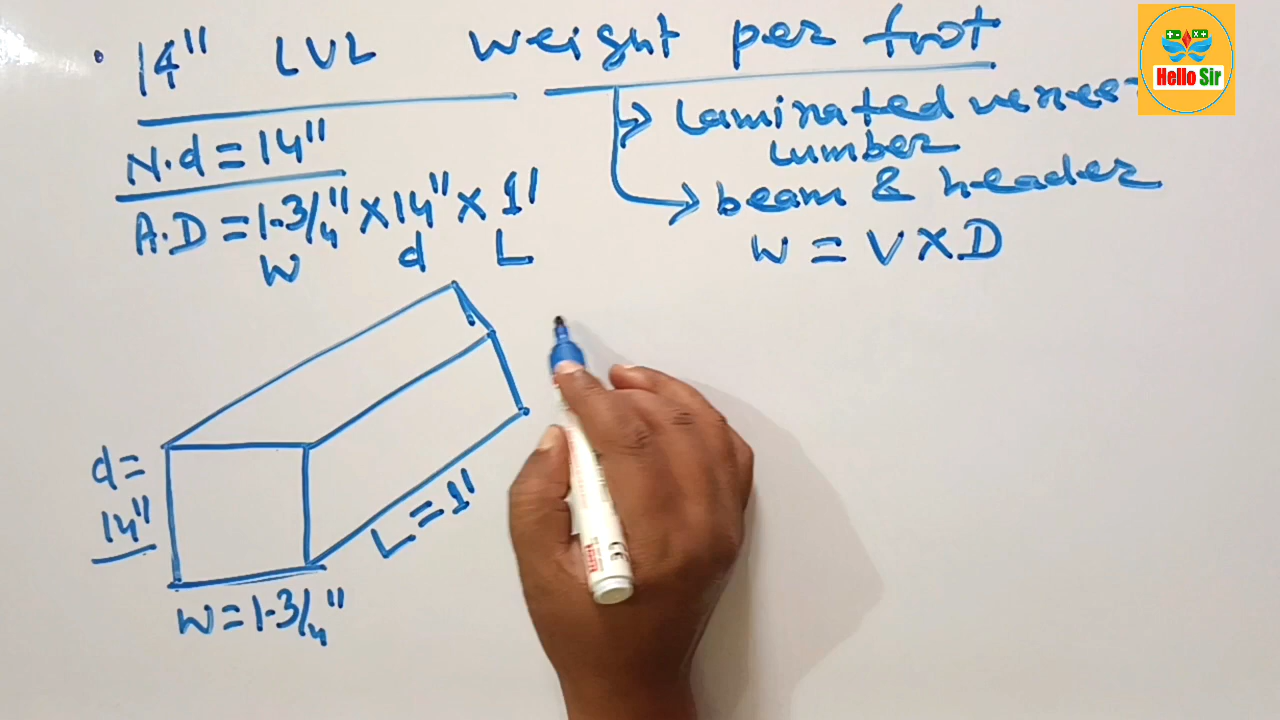 14" LVL weight per foot
N.d = 14"
A.D = 1-3/4" X 14" X 1'
W d L
Laminated veneer
Lumber
beam & header
W = V X D
d =
14"
L = 1'
W = 1-3/4"
Hello Sir